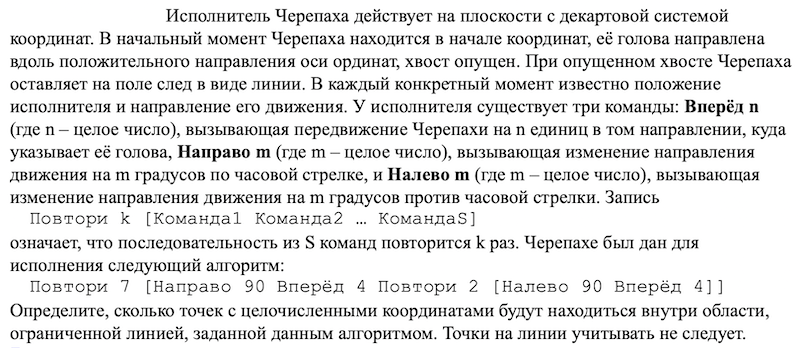 Исполнитель Черепаха действует на плоскости с декартовой системой
координат. В начальный момент Черепаха находится в начале координат, её голова направлена
вдоль положительного направления оси ординат, хвост опущен. При опущенном хвосте Черепаха
оставляет на поле след в виде линии. В каждый конкретный момент известно положение
исполнителя и направление его движения. У исполнителя существует три команды: Вперёд n
(где n – целое число), вызывающая передвижение Черепахи на n единиц в том направлении, куда
указывает её голова, Направо m (где m – целое число), вызывающая изменение направления
движения на m градусов по часовой стрелке, и Налево m (где m – целое число), вызывающая
изменение направления движения на m градусов против часовой стрелки. Запись
Повтори k [Команда1 Команда2 … КомандаS]
означает, что последовательность из S команд повторится k раз. Черепахе был дан для
исполнения следующий алгоритм:
Повтори 7 [Направо 90 Вперёд 4 Повтори 2 [Налево 90 Вперёд 4]]
Определите, сколько точек с целочисленными координатами будут находиться внутри области,
ограниченной линией, заданной данным алгоритмом. Точки на линии учитывать не следует.